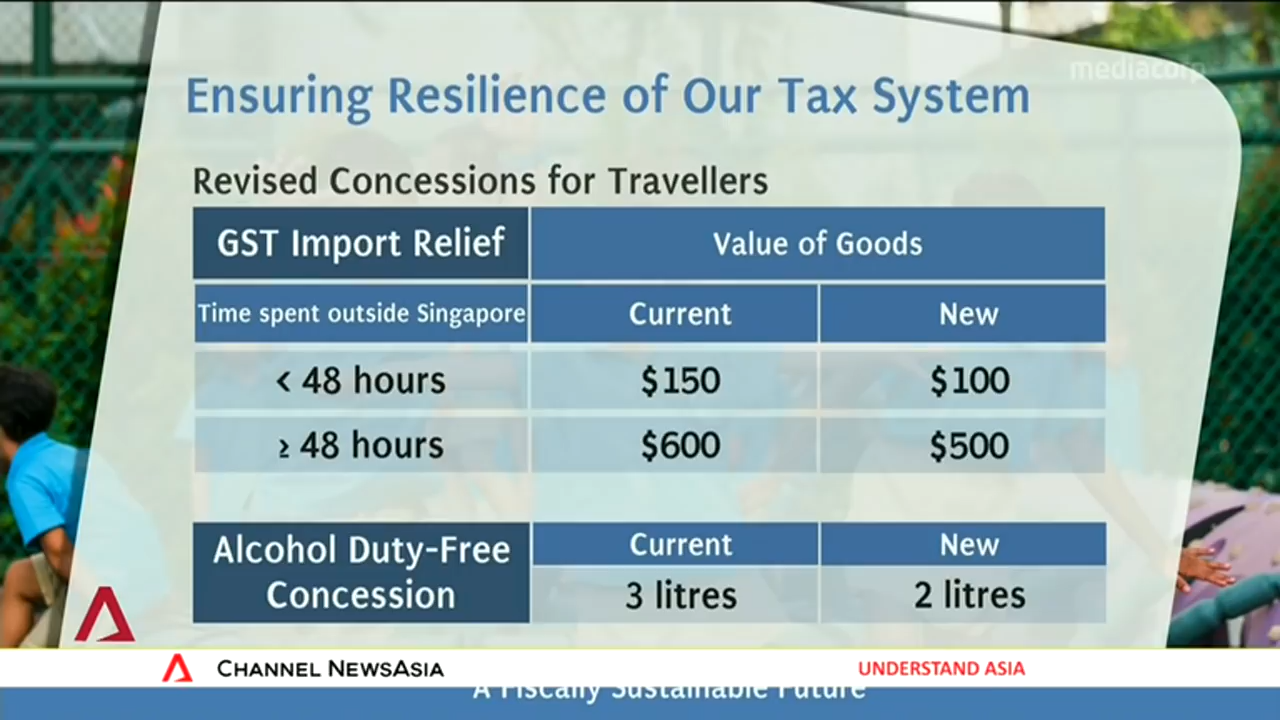 mediacorp
Ensuring Resilience of Our Tax System
Revised Concessions for Travellers
GST Import Relief
Value of Goods
Time spent outside Singapore
Current
New
< 48 hours
$150
$100
≥ 48 hours
$600
$500
Alcohol Duty-Free
Concession
Current
New
3 litres
2 litres
CHANNEL NEWSASIA
UNDERSTAND ASIA
A Fiscally Sustainable Future